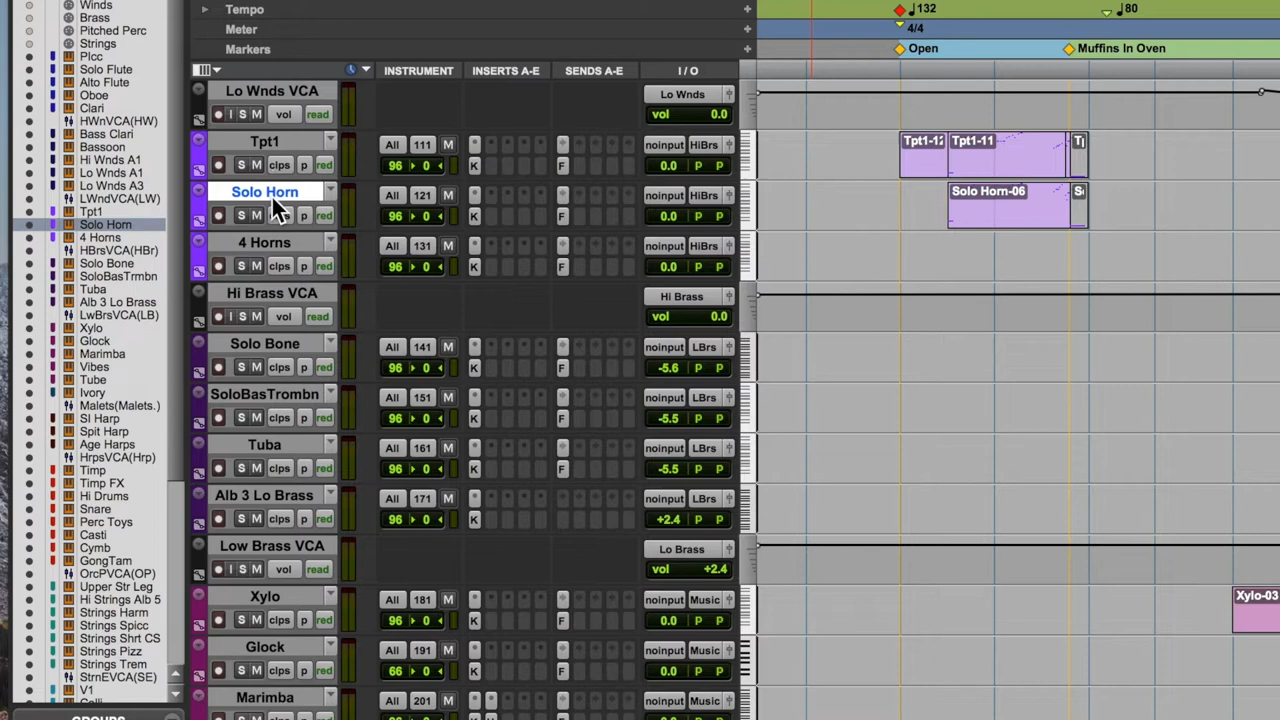 Winds
Brass
Pitched Perc
Strings
Picc
Solo Flute
Alto Flute
Oboe
Clari
HWnVCA(HW)
Bass Clari
Bassoon
Hi Wnds A1
Lo Wnds A1
Lo Wnds A3
LWndVCA(LW)
Tpt1
Solo Horn
4 Horns
HBrsVCA(HBr)
Solo Bone
SoloBasTrmbn
Tuba
Alb 3 Lo Brass
LwBrsVCA(LB)
Xylo
Glock
Marimba
Vibes
Tube
Ivory
Malets(Malets.)
SI Harp
Spit Harp
Age Harps
HrpsVCA(Hrp)
Timp
Timp FX
Hi Drums
Snare
Perc Toys
Casti
Cymb
GongTam
OrcPVCA(OP)
Upper Str Leg
Hi Strings Alb 5
Strings Harm
Strings Spicc
Strngs Shrt CS
Strings Pizz
Strings Trem
StrnEVCA(SE)
V1
Tempo + 132 80
Meter + 4/4
Markers + Open Muffins In Oven
INSTRUMENT INSERTS A-E SENDS A-E I / O
Lo Wnds VCA Lo Wnds
I S M vol read vol 0.0
Tpt1 All 111 M noinput HiBrs Tpt1-12 Tpt1-11
S M clps p red 96 0 K F 0.0 P P
Solo Horn All 121 M noinput HiBrs Solo Horn-06
S M p red 96 0 K F 0.0 P P
4 Horns All 131 M noinput HiBrs
S M clps p red 96 0 K F 0.0 P P
Hi Brass VCA Hi Brass
I S M vol read vol 0.0
Solo Bone All 141 M noinput LBrs
S M clps p red 96 0 K F -5.6 P P
SoloBasTrombn All 151 M noinput LBrs
S M clps p red 96 0 K F -5.5 P P
Tuba All 161 M noinput LBrs
S M clps p red 96 0 K F -5.5 P P
Alb 3 Lo Brass All 171 M noinput LBrs
S M clps p red 96 0 K F +2.4 P P
Low Brass VCA Lo Brass
I S M vol read vol +2.4
Xylo All 181 M noinput Music Xylo-03
S M clps p red 96 0 K F 0.0 P P
Glock All 191 M noinput Music
S M clps p red 66 0 K F 0.0 P P
Marimba All 201 M noinput Music